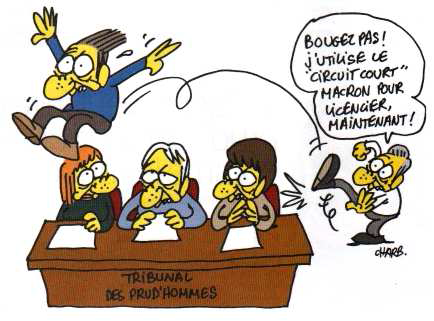 BOUGEZ PAS !
J'UTILISE LE
"CIRCUIT COURT"
MACRON POUR
LICENCIER,
MAINTENANT !
CHARB.
TRIBUNAL
DES PRUD'HOMMES